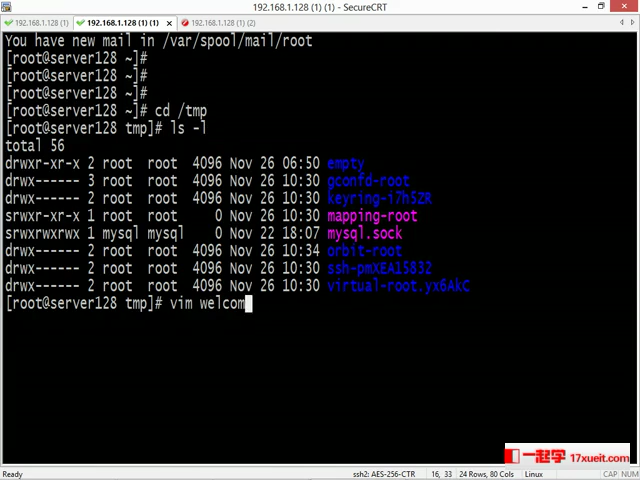 192.168.1.128 (1) (1) - SecureCRT
192.168.1.128 (1) 192.168.1.128 (1) (1) 192.168.1.128 (1) (2)
You have new mail in /var/spool/mail/root
[root@server128 ~]#
[root@server128 ~]#
[root@server128 ~]#
[root@server128 ~]# cd /tmp
[root@server128 tmp]# ls -l
total 56
drwxr-xr-x 2 root root 4096 Nov 26 06:50 empty
drwx------ 3 root root 4096 Nov 26 10:30 gconfd-root
drwx------ 2 root root 4096 Nov 26 10:30 keyring-i7h5ZR
srwxr-xr-x 1 root root 0 Nov 26 10:30 mapping-root
srwxrwxrwx 1 mysql mysql 0 Nov 22 18:07 mysql.sock
drwx------ 2 root root 4096 Nov 26 10:34 orbit-root
drwx------ 2 root root 4096 Nov 26 10:30 ssh-pmXEA15832
drwx------ 2 root root 4096 Nov 26 10:30 virtual-root.yx6AkC
[root@server128 tmp]# vim welcom
一起学 17xueit.com
Ready ssh2: AES-256-CTR 16, 33 24 Rows, 80 Cols Linux CAP NUM